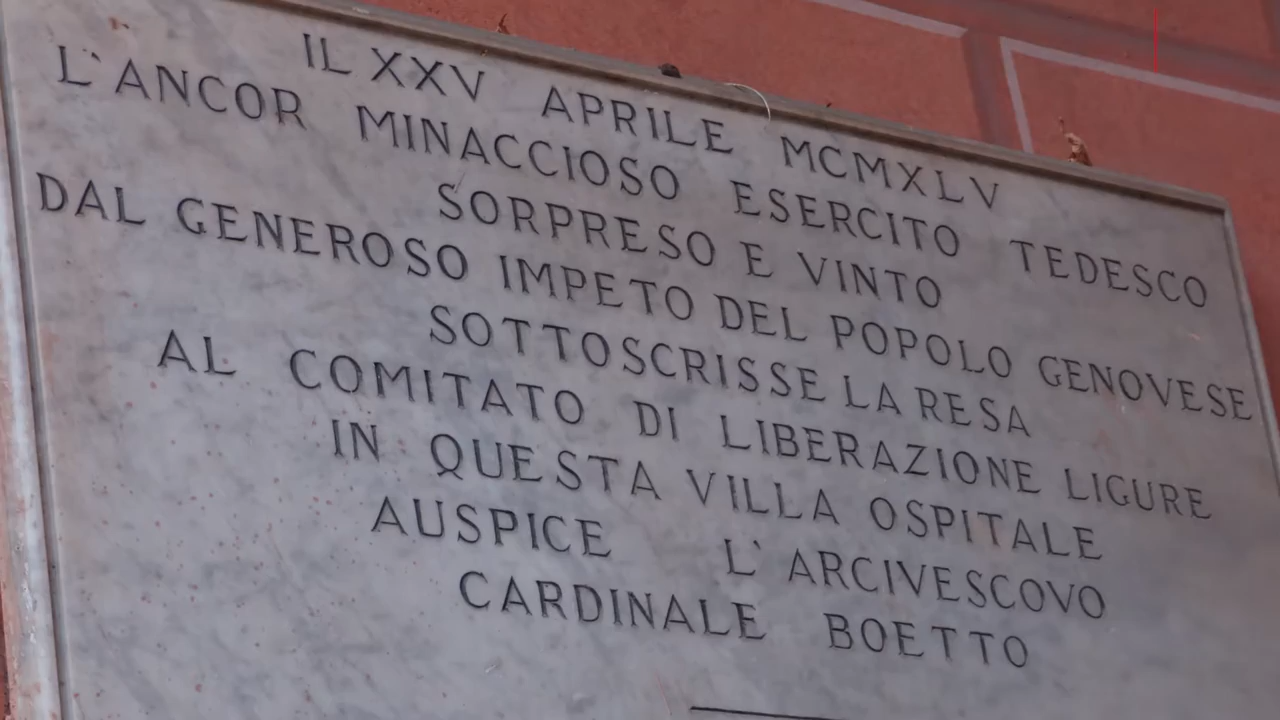 IL XXV APRILE MCMXLV
L'ANCOR MINACCIOSO ESERCITO TEDESCO
SORPRESO E VINTO
DAL GENEROSO IMPETO DEL POPOLO GENOVESE
SOTTOSCRISSE LA RESA
AL COMITATO DI LIBERAZIONE LIGURE
IN QUESTA VILLA OSPITALE
AUSPICE L'ARCIVESCOVO
CARDINALE BOETTO